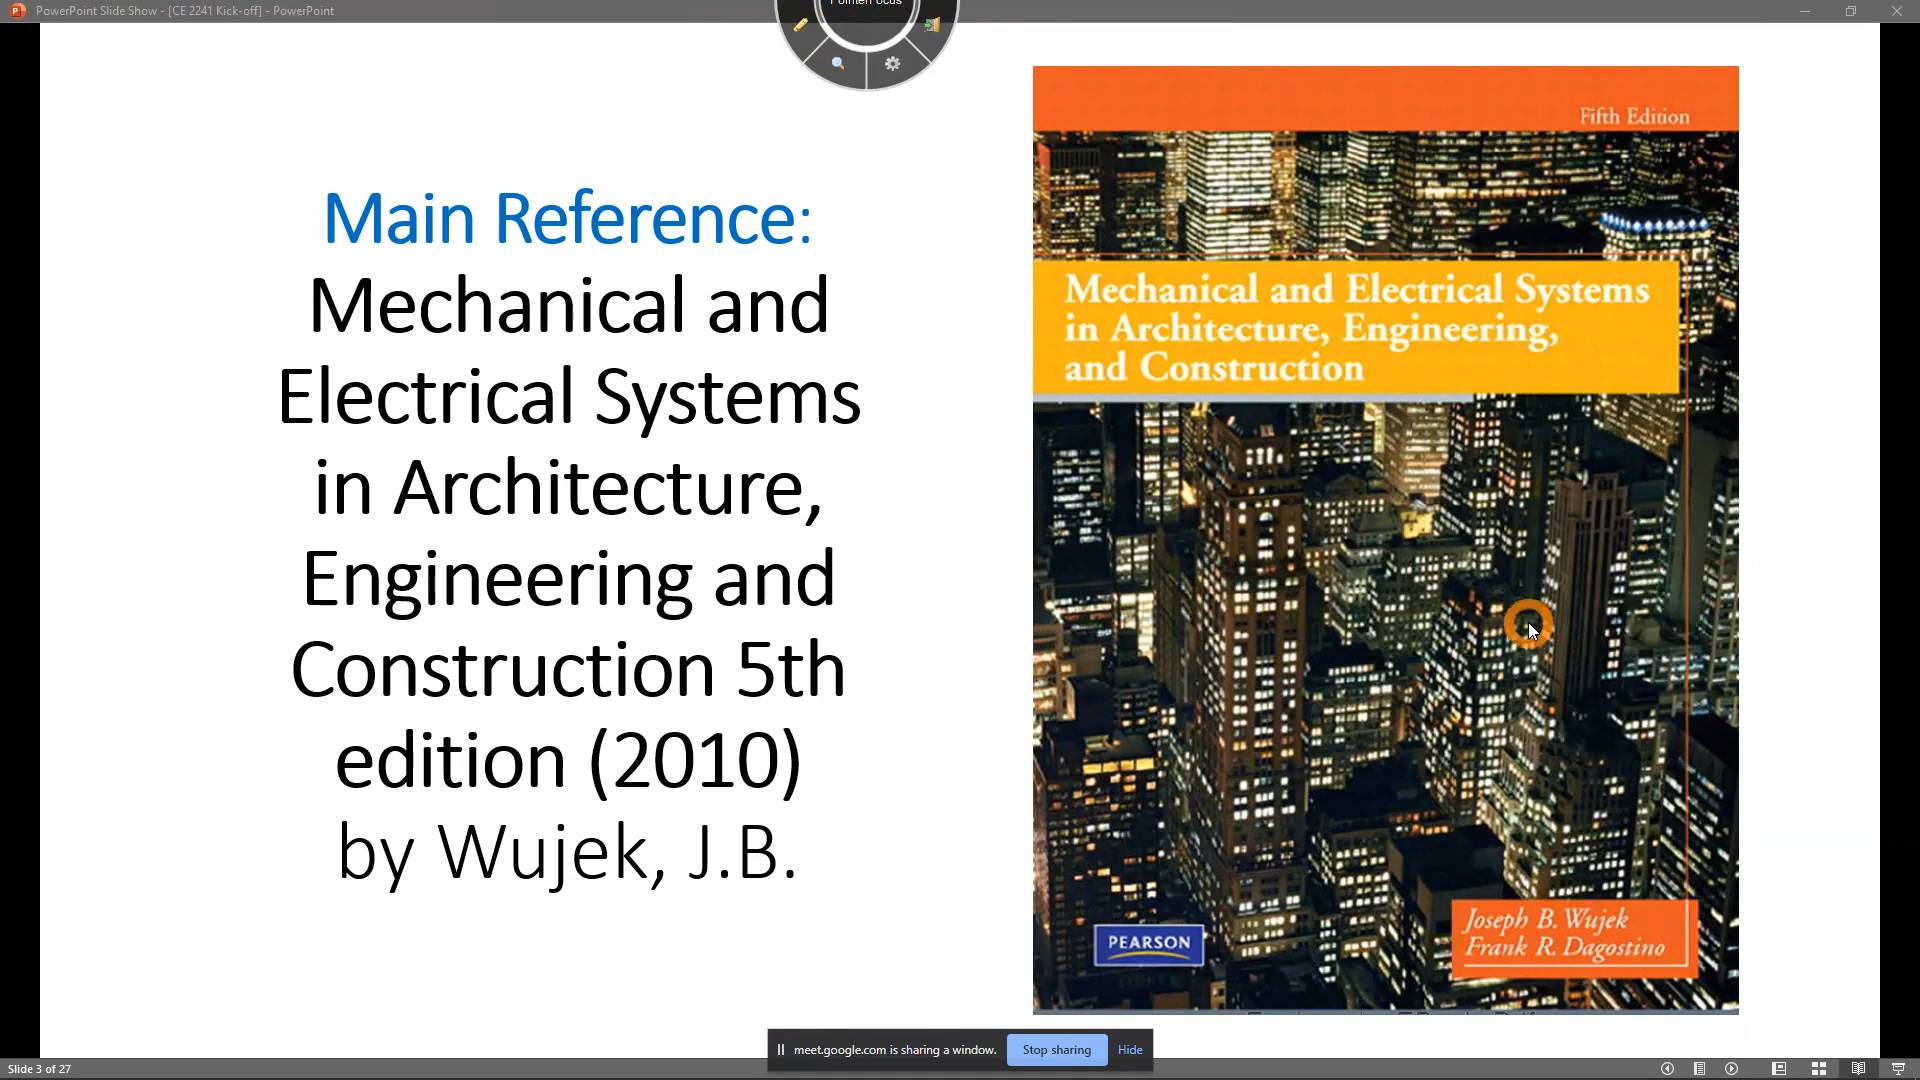 PowerPoint Slide Show - [CE 2241 Kick-off] - PowerPoint
PointerFocus
Main Reference:
Mechanical and
Electrical Systems
in Architecture,
Engineering and
Construction 5th
edition (2010)
by Wujek, J.B.
Fifth Edition
Mechanical and Electrical Systems
in Architecture, Engineering,
and Construction
PEARSON
Joseph B. Wujek
Frank R. Dagostino
meet.google.com is sharing a window.
Stop sharing
Hide
Slide 3 of 27